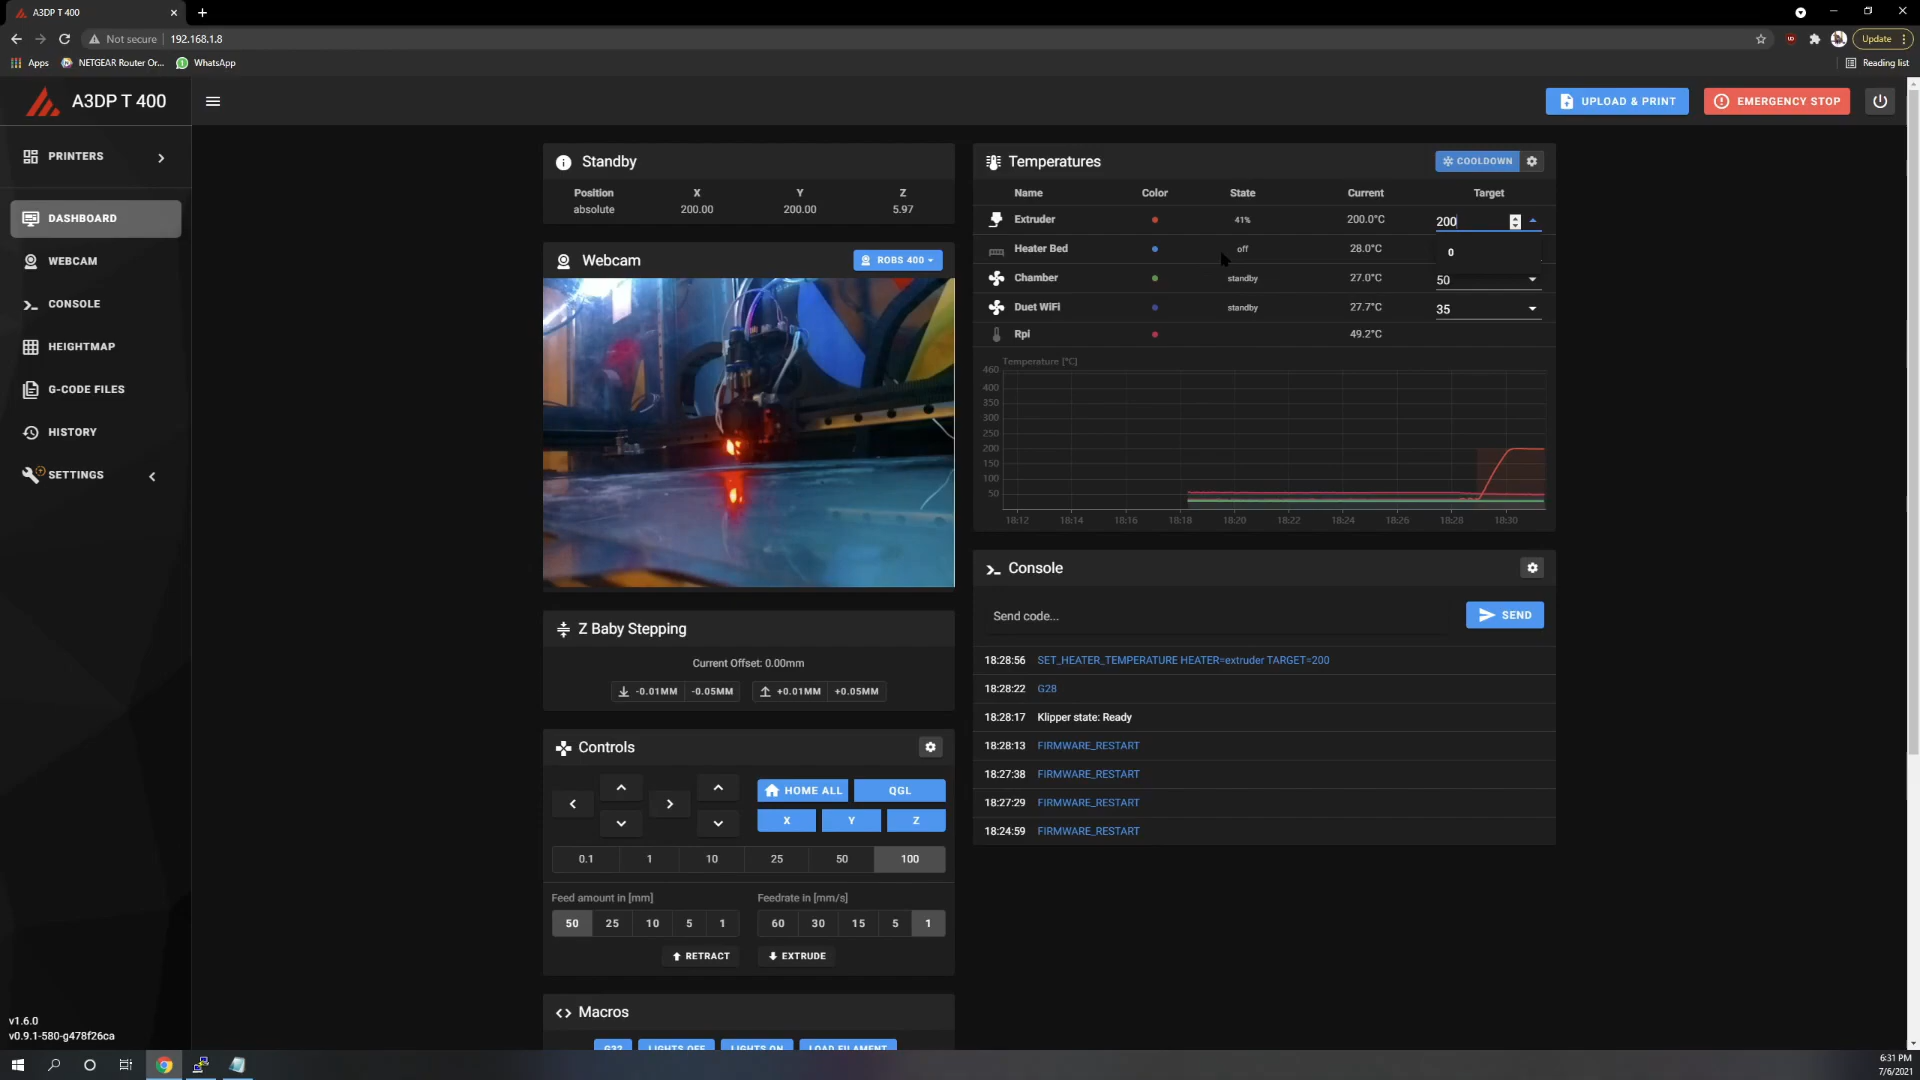 A3DP T 400
Not secure
192.168.1.8
Update
Apps
NETGEAR Router Or...
WhatsApp
Reading list
A3DP T 400
UPLOAD & PRINT
EMERGENCY STOP
PRINTERS
DASHBOARD
WEBCAM
CONSOLE
HEIGHTMAP
G-CODE FILES
HISTORY
SETTINGS
v1.6.0
v0.9.1-580-g478f26ca
Standby
Position X Y Z
absolute 200.00 200.00 5.97
Webcam
ROBS 400
Z Baby Stepping
Current Offset: 0.00mm
-0.01MM -0.05MM +0.01MM +0.05MM
Controls
HOME ALL QGL
X Y Z
0.1 1 10 25 50 100
Feed amount in [mm] Feedrate in [mm/s]
50 25 10 5 1 60 30 15 5 1
RETRACT EXTRUDE
Macros
G32 LIGHTS OFF LIGHTS ON LOAD FILAMENT
Temperatures
COOLDOWN
Name Color State Current Target
Extruder 41% 200.0°C 200
Heater Bed off 28.0°C 0
Chamber standby 27.0°C 50
Duet WiFi standby 27.7°C 35
Rpi 49.2°C
Temperature [°C]
460
400
350
300
250
200
150
100
50
18:12 18:14 18:16 18:18 18:20 18:22 18:24 18:26 18:28 18:30
Console
Send code...
SEND
18:28:56 SET_HEATER_TEMPERATURE HEATER=extruder TARGET=200
18:28:22 G28
18:28:17 Klipper state: Ready
18:28:13 FIRMWARE_RESTART
18:27:38 FIRMWARE_RESTART
18:27:29 FIRMWARE_RESTART
18:24:59 FIRMWARE_RESTART
6:31 PM
7/6/2021